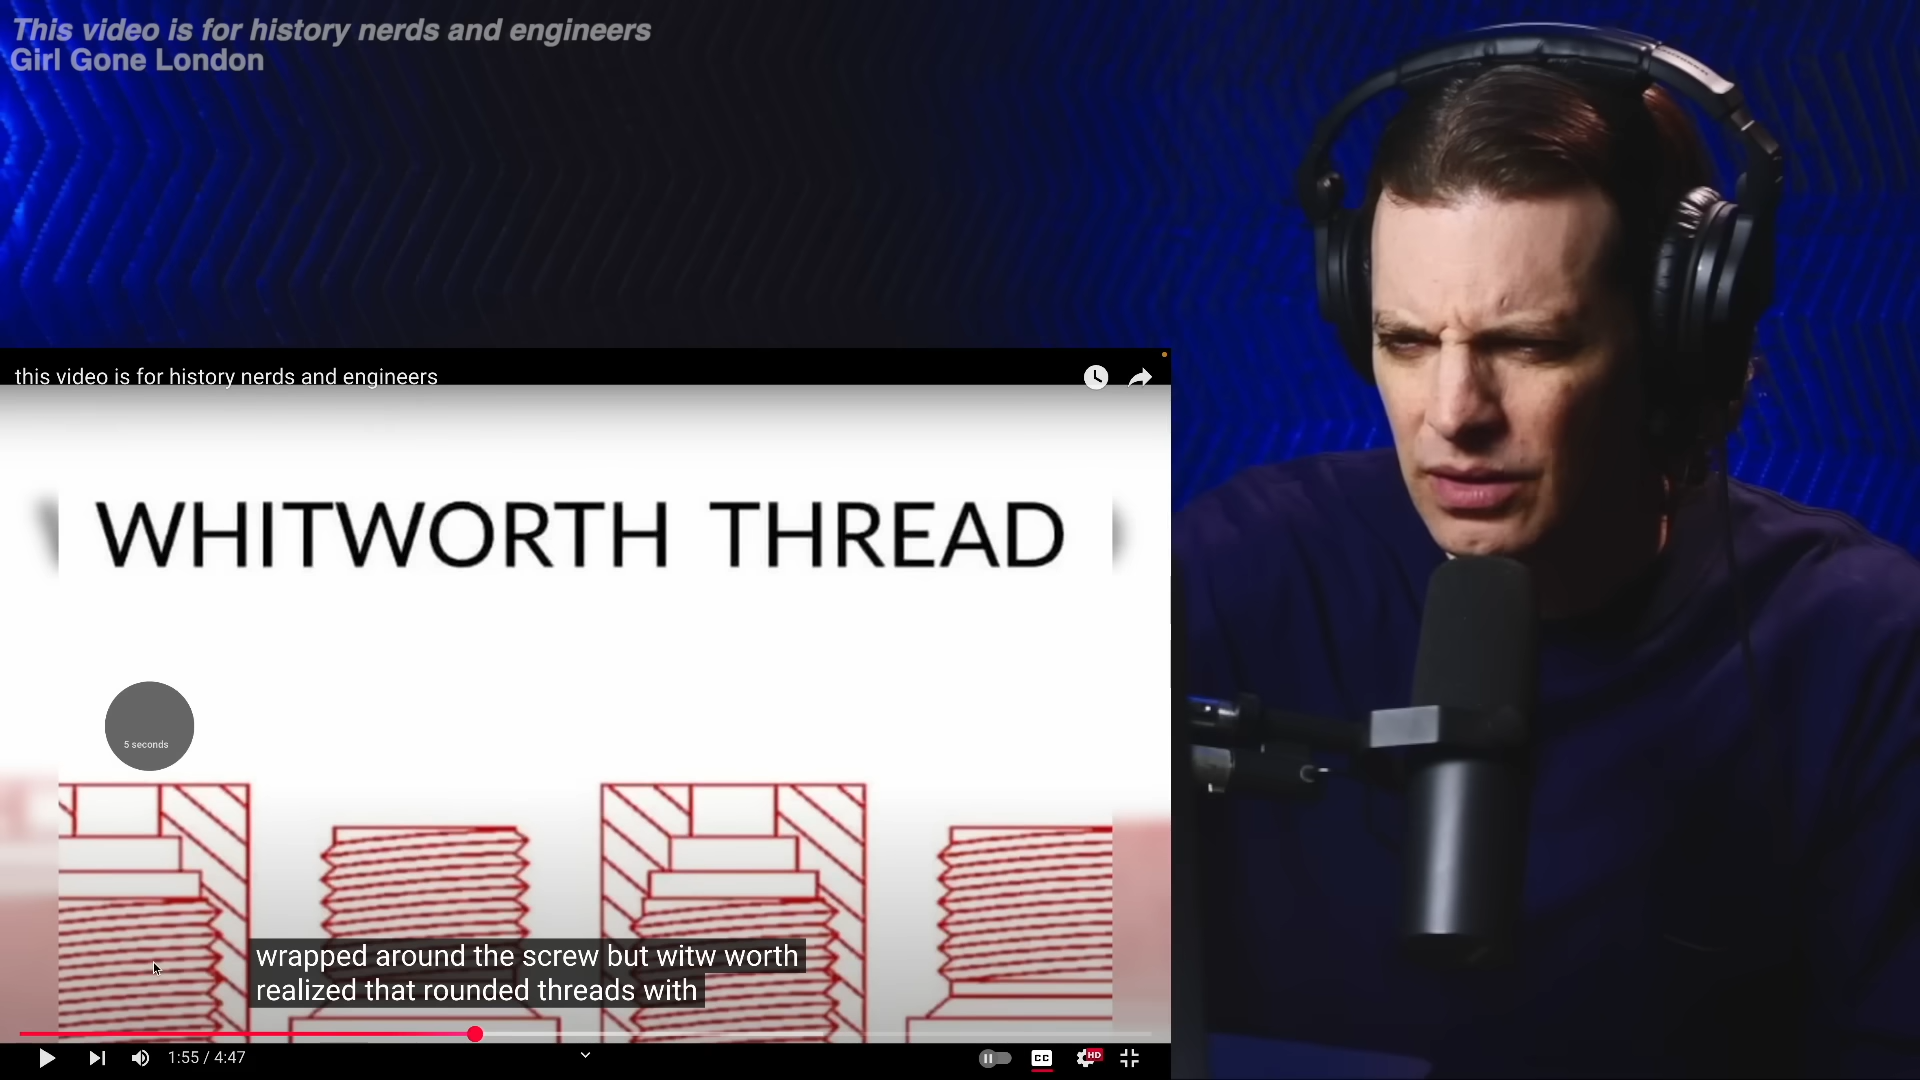 This video is for history nerds and engineers
Girl Gone London
this video is for history nerds and engineers
WHITWORTH THREAD
5 seconds
wrapped around the screw but witw worth
realized that rounded threads with
1:55 / 4:47
CC
HD